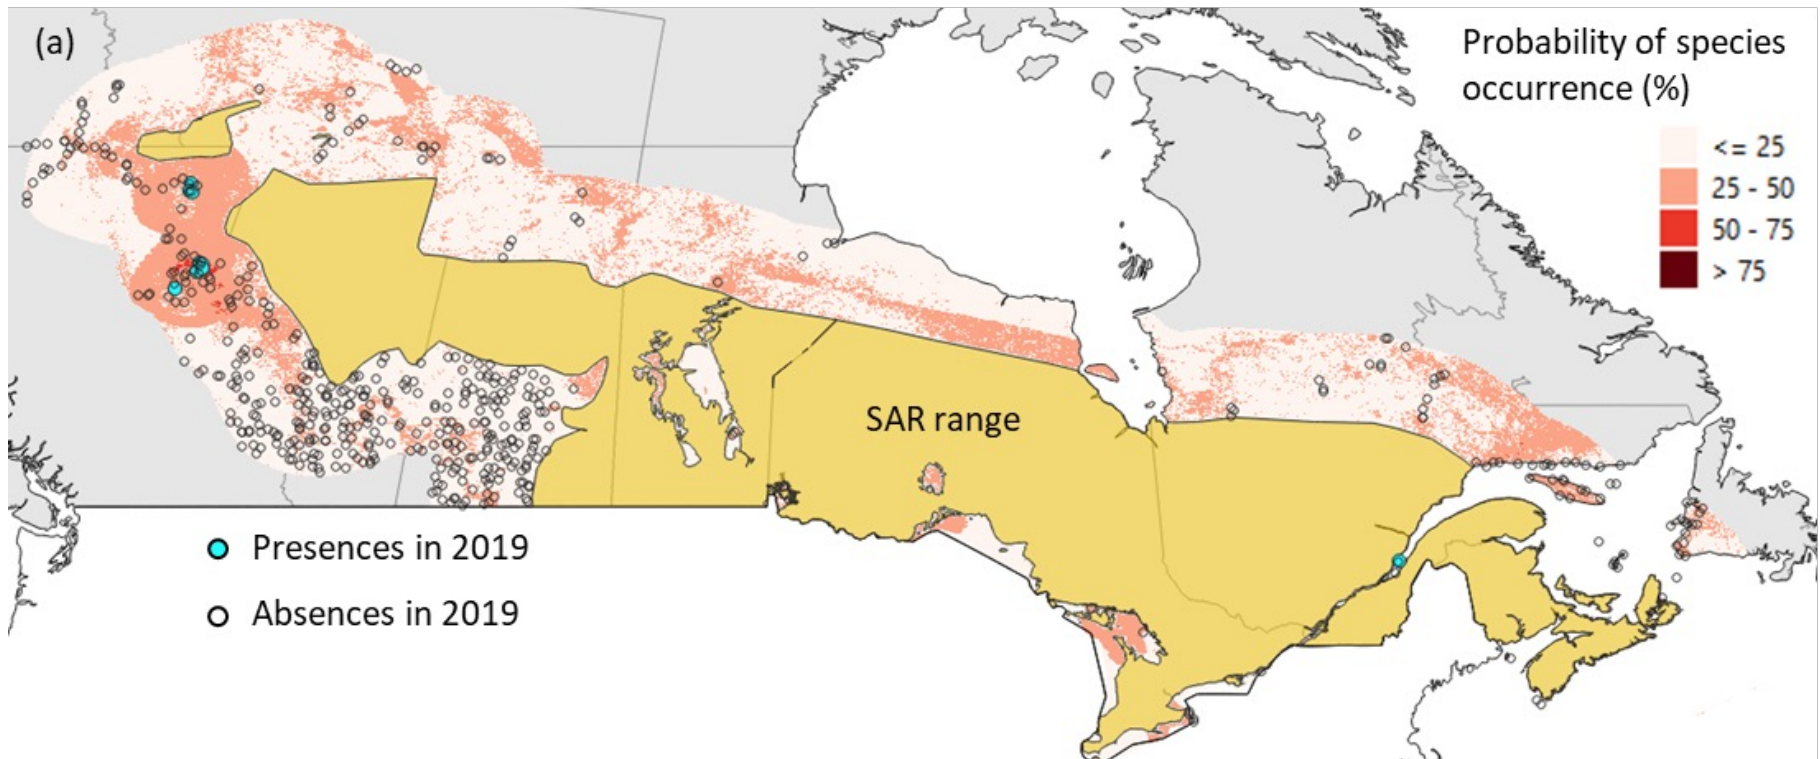 (a)
Probability of species
occurrence (%)
<= 25
25 - 50
50 - 75
> 75
SAR range
Presences in 2019
Absences in 2019